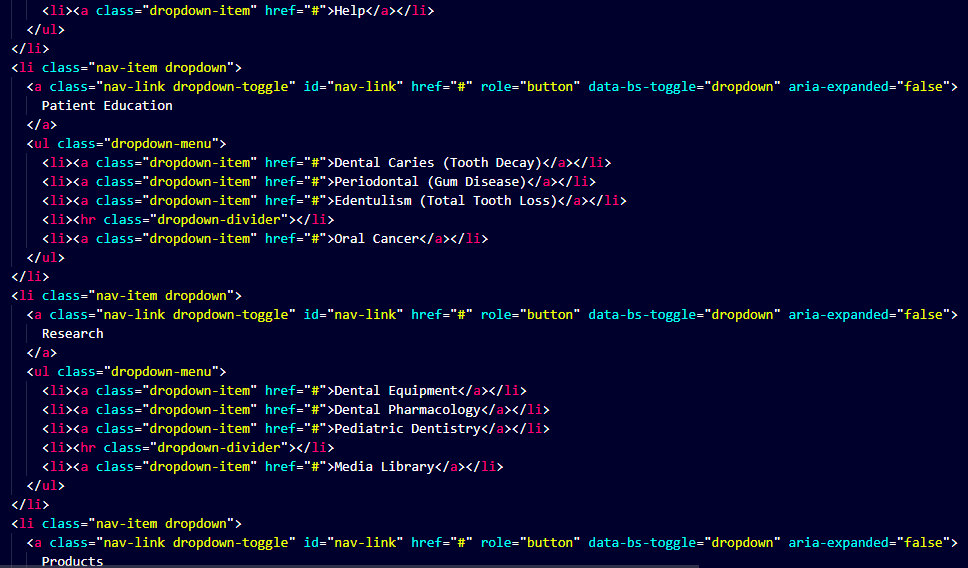 <li><a class="dropdown-item" href="#">Help</a></li>
</ul>
</li>
<li class="nav-item dropdown">
<a class="nav-link dropdown-toggle" id="nav-link" href="#" role="button" data-bs-toggle="dropdown" aria-expanded="false">
Patient Education
</a>
<ul class="dropdown-menu">
<li><a class="dropdown-item" href="#">Dental Caries (Tooth Decay)</a></li>
<li><a class="dropdown-item" href="#">Periodontal (Gum Disease)</a></li>
<li><a class="dropdown-item" href="#">Edentulism (Total Tooth Loss)</a></li>
<li><hr class="dropdown-divider"></li>
<li><a class="dropdown-item" href="#">Oral Cancer</a></li>
</ul>
</li>
<li class="nav-item dropdown">
<a class="nav-link dropdown-toggle" id="nav-link" href="#" role="button" data-bs-toggle="dropdown" aria-expanded="false">
Research
</a>
<ul class="dropdown-menu">
<li><a class="dropdown-item" href="#">Dental Equipment</a></li>
<li><a class="dropdown-item" href="#">Dental Pharmacology</a></li>
<li><a class="dropdown-item" href="#">Pediatric Dentistry</a></li>
<li><hr class="dropdown-divider"></li>
<li><a class="dropdown-item" href="#">Media Library</a></li>
</ul>
</li>
<li class="nav-item dropdown">
<a class="nav-link dropdown-toggle" id="nav-link" href="#" role="button" data-bs-toggle="dropdown" aria-expanded="false">
Products